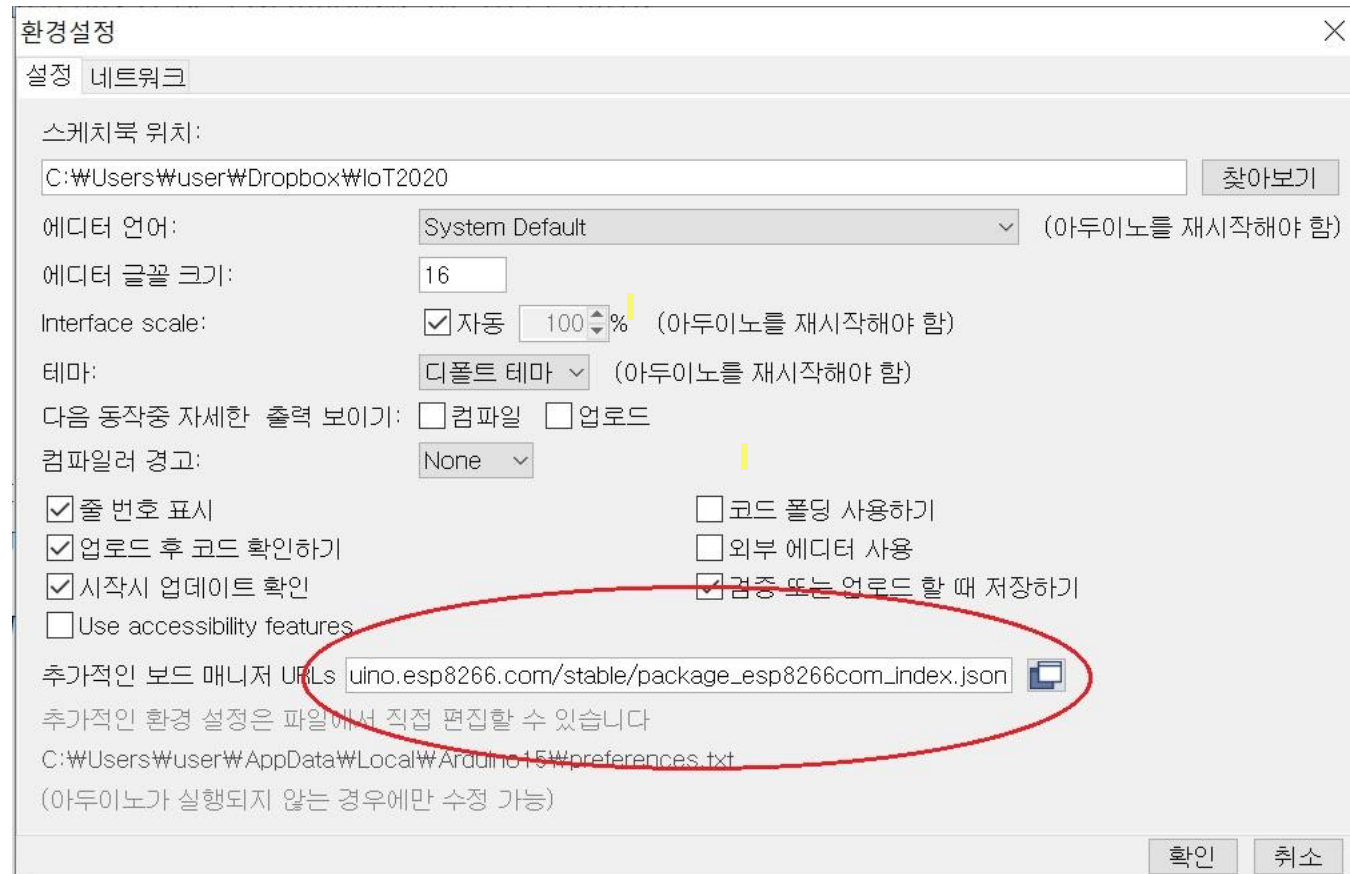 환경설정
설정 네트워크
스케치북 위치:
C:₩Users₩user₩Dropbox₩IoT2020 찾아보기
에디터 언어: System Default (아두이노를 재시작해야 함)
에디터 글꼴 크기: 16
Interface scale: 자동 100 % (아두이노를 재시작해야 함)
테마: 디폴트 테마 (아두이노를 재시작해야 함)
다음 동작중 자세한 출력 보이기: 컴파일 업로드
컴파일러 경고: None
줄 번호 표시 코드 폴딩 사용하기
업로드 후 코드 확인하기 외부 에디터 사용
시작시 업데이트 확인 검증 또는 업로드 할 때 저장하기
Use accessibility features
추가적인 보드 매니저 URLs uino.esp8266.com/stable/package_esp8266com_index.json
추가적인 환경 설정은 파일에서 직접 편집할 수 있습니다
C:₩Users₩user₩AppData₩Local₩Arduino15₩preferences.txt
(아두이노가 실행되지 않는 경우에만 수정 가능)
확인 취소